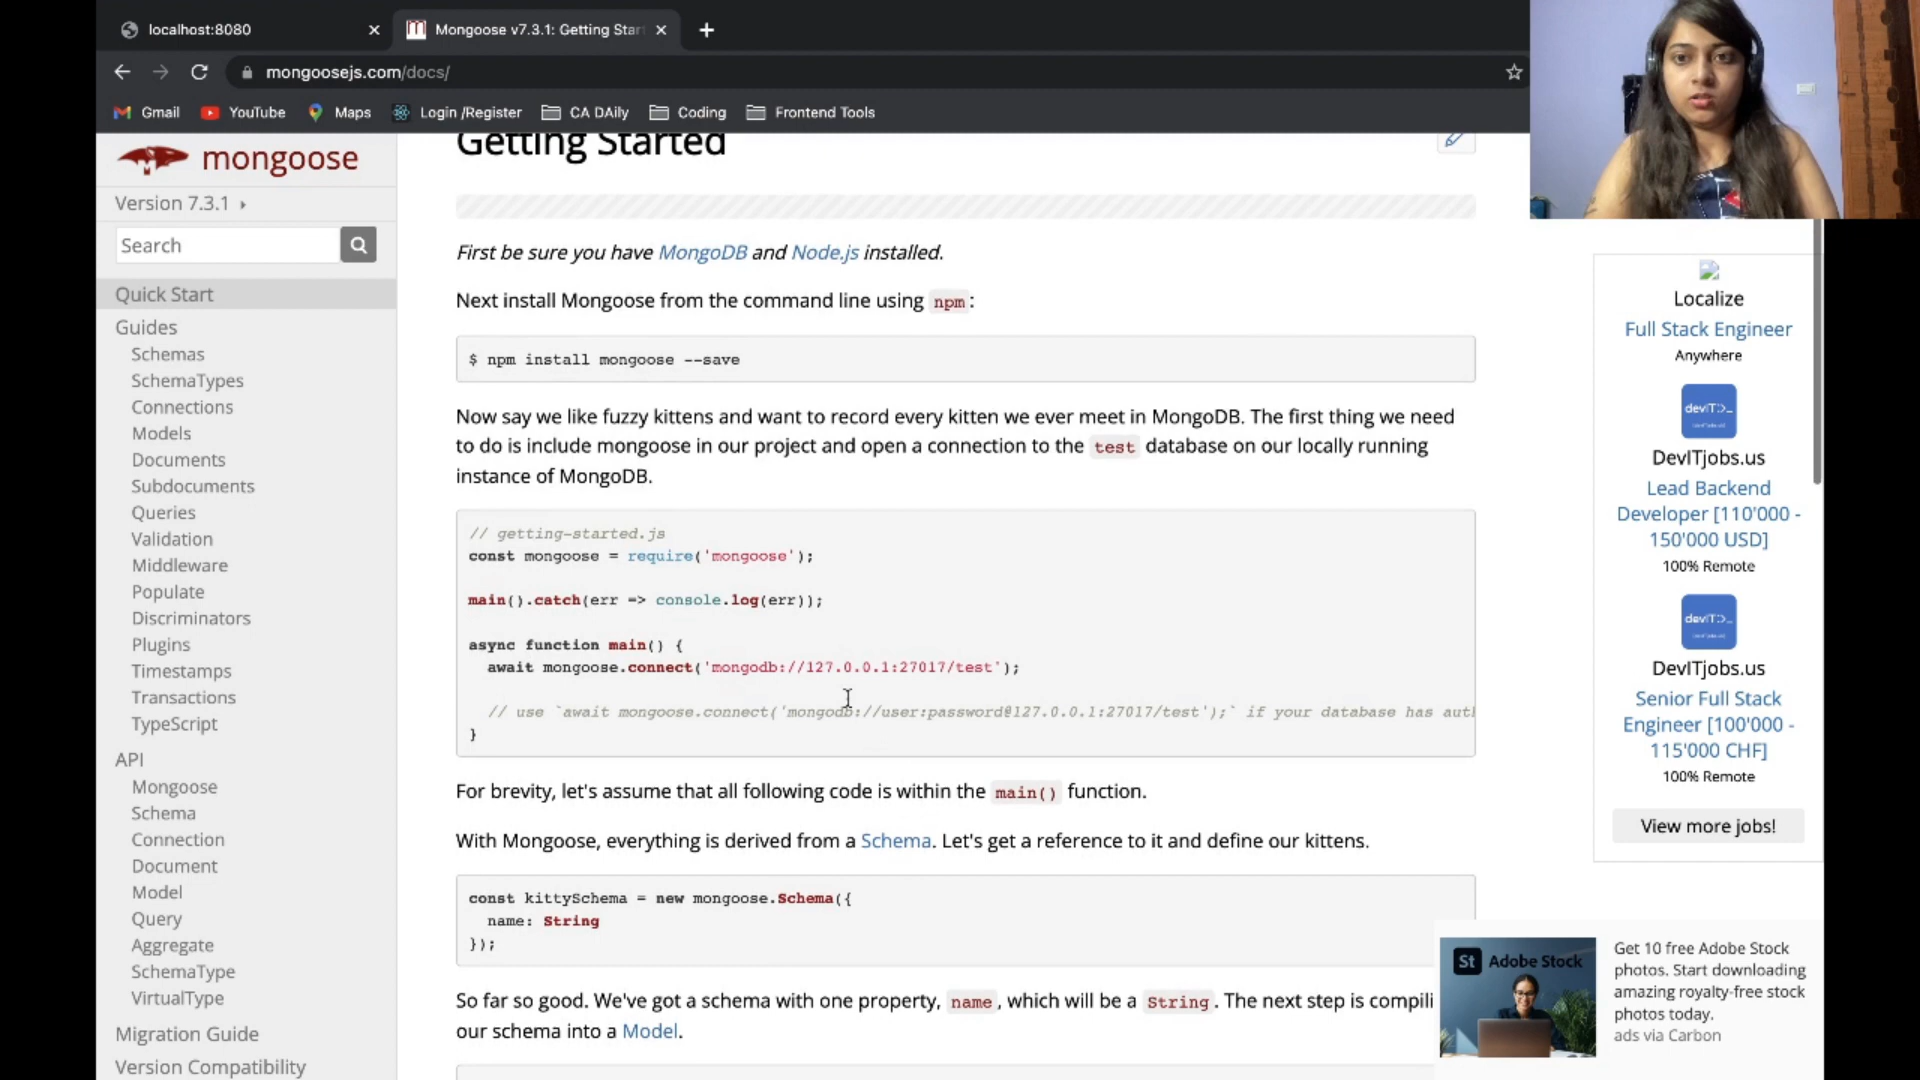 localhost:8080
Mongoose v7.3.1: Getting Star
mongoosejs.com/docs/
Gmail
YouTube
Maps
Login /Register
CA DAily
Coding
Frontend Tools
mongoose
Version 7.3.1
Search
Quick Start
Guides
Schemas
SchemaTypes
Connections
Models
Documents
Subdocuments
Queries
Validation
Middleware
Populate
Discriminators
Plugins
Timestamps
Transactions
TypeScript
API
Mongoose
Schema
Connection
Document
Model
Query
Aggregate
SchemaType
VirtualType
Migration Guide
Version Compatibility
Getting Started
First be sure you have MongoDB and Node.js installed.
Next install Mongoose from the command line using npm:
$ npm install mongoose --save
Now say we like fuzzy kittens and want to record every kitten we ever meet in MongoDB. The first thing we need
to do is include mongoose in our project and open a connection to the test database on our locally running
instance of MongoDB.
// getting-started.js
const mongoose = require('mongoose');
main().catch(err => console.log(err));
async function main() {
await mongoose.connect('mongodb://127.0.0.1:27017/test');
// use `await mongoose.connect('mongodb://user:password@127.0.0.1:27017/test');` if your database has aut
}
For brevity, let's assume that all following code is within the main() function.
With Mongoose, everything is derived from a Schema. Let's get a reference to it and define our kittens.
const kittySchema = new mongoose.Schema({
name: String
});
So far so good. We've got a schema with one property, name, which will be a String. The next step is compili
our schema into a Model.
Localize
Full Stack Engineer
Anywhere
devIT
DevITjobs.us
Lead Backend
Developer [110'000 -
150'000 USD]
100% Remote
devIT
DevITjobs.us
Senior Full Stack
Engineer [100'000 -
115'000 CHF]
100% Remote
View more jobs!
St Adobe Stock
Get 10 free Adobe Stock
photos. Start downloading
amazing royalty-free stock
photos today.
ads via Carbon